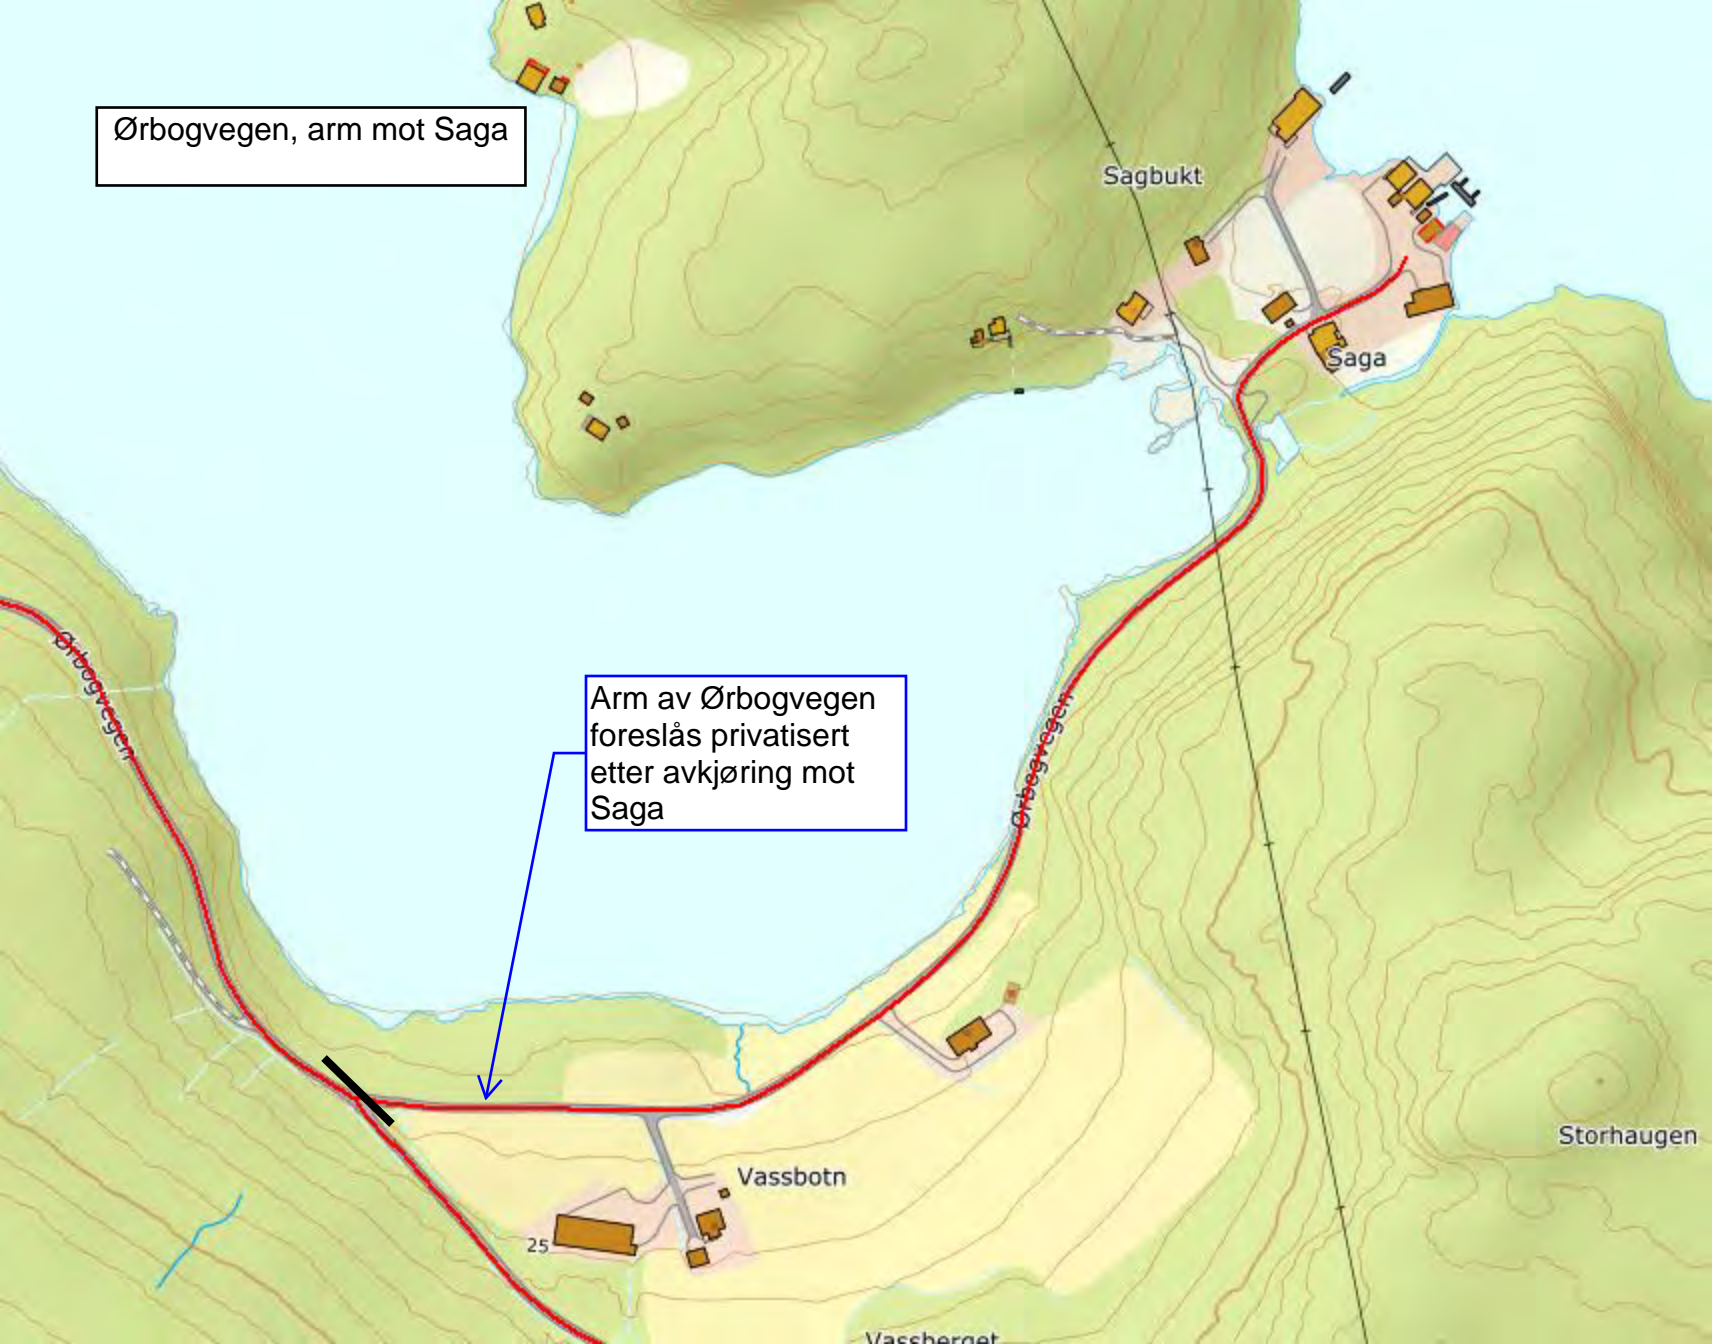 Ørbogvegen, arm mot Saga
Sagbukt
Saga
Ørbogvegen
Arm av Ørbogvegen
foreslås privatisert
etter avkjøring mot
Saga
Ørbogvegen
Storhaugen
Vassbotn
25
Vassberget